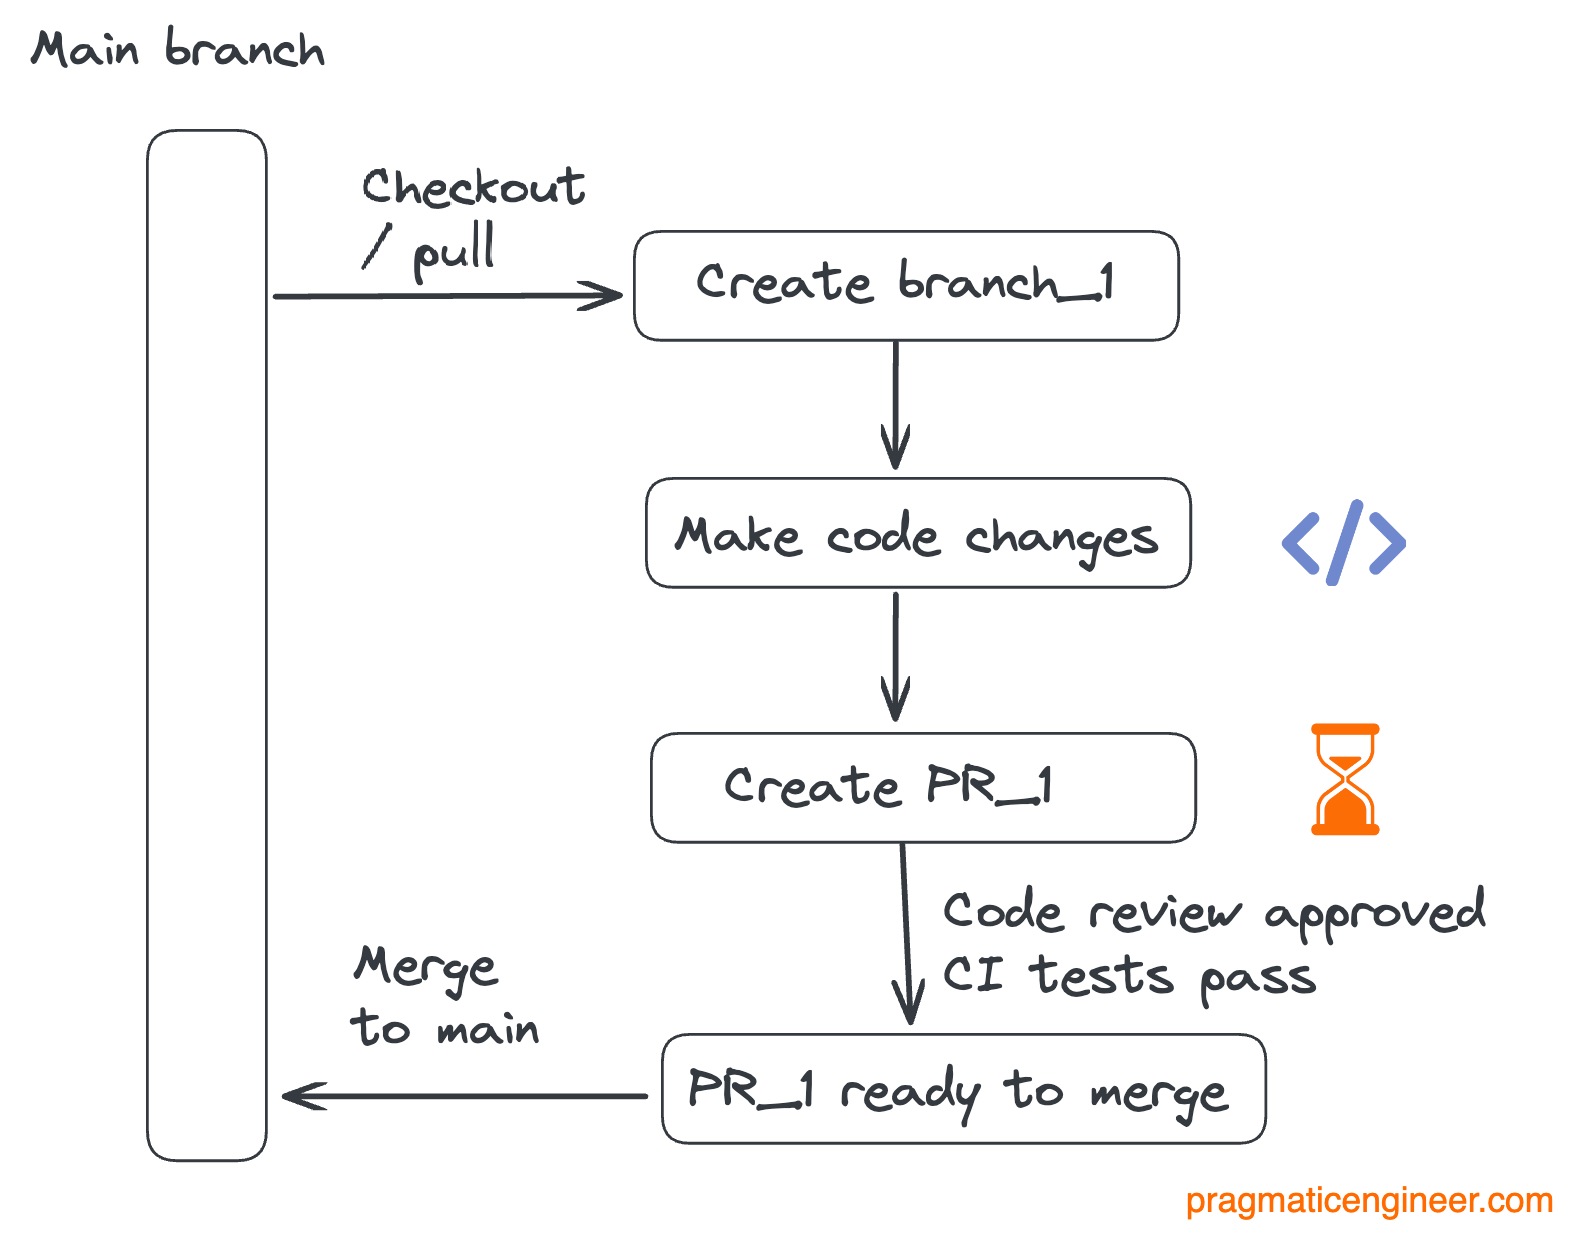 Main branch
Checkout
/ pull
Create branch_1
Make code changes
</>
Create PR_1
Code review approved
CI tests pass
Merge
to main
PR_1 ready to merge
pragmaticengineer.com